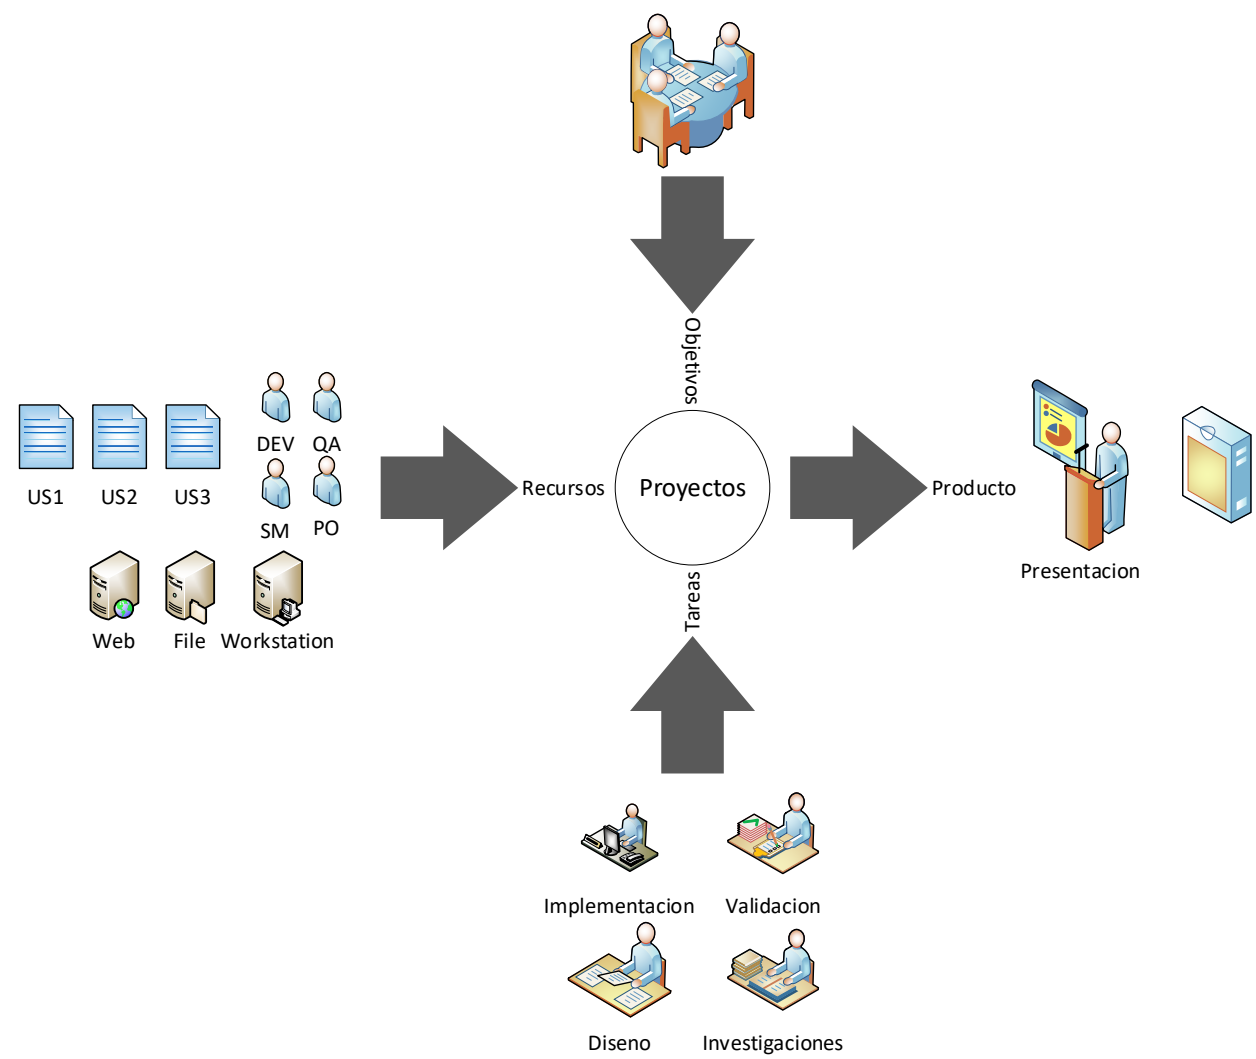 Objetivos
DEV QA
US1 US2 US3
SM PO
Recursos
Proyectos
Producto
Presentacion
Web File Workstation
Tareas
Implementacion Validacion
Diseno Investigaciones